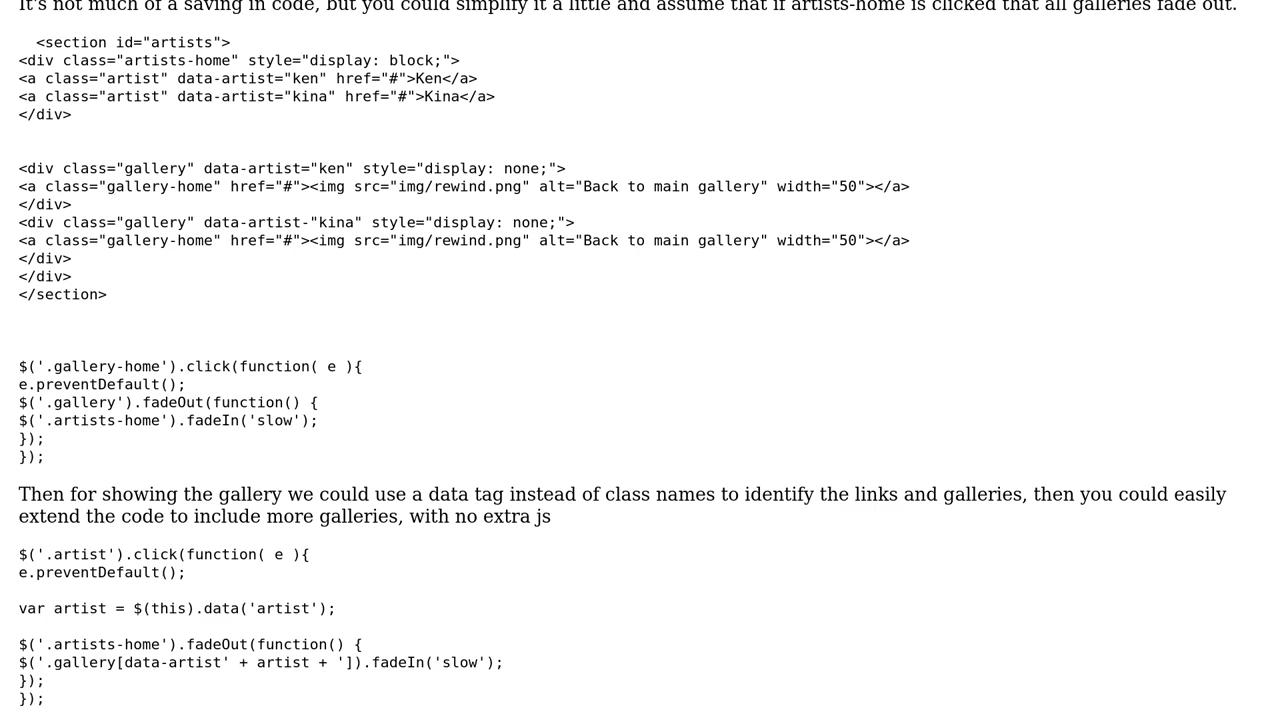 It's not much of a saving in code, but you could simplify it a little and assume that if artists-home is clicked that all galleries fade out.
<section id="artists">
<div class="artists-home" style="display: block;">
<a class="artist" data-artist="ken" href="#">Ken</a>
<a class="artist" data-artist="kina" href="#">Kina</a>
</div>
<div class="gallery" data-artist="ken" style="display: none;">
<a class="gallery-home" href="#"><img src="img/rewind.png" alt="Back to main gallery" width="50"></a>
</div>
<div class="gallery" data-artist-"kina" style="display: none;">
<a class="gallery-home" href="#"><img src="img/rewind.png" alt="Back to main gallery" width="50"></a>
</div>
</div>
</section>
$('.gallery-home').click(function( e ){
e.preventDefault();
$('.gallery').fadeOut(function() {
$('.artists-home').fadeIn('slow');
});
});
Then for showing the gallery we could use a data tag instead of class names to identify the links and galleries, then you could easily
extend the code to include more galleries, with no extra js
$('.artist').click(function( e ){
e.preventDefault();
var artist = $(this).data('artist');
$('.artists-home').fadeOut(function() {
$('.gallery[data-artist' + artist + ']).fadeIn('slow');
});
});